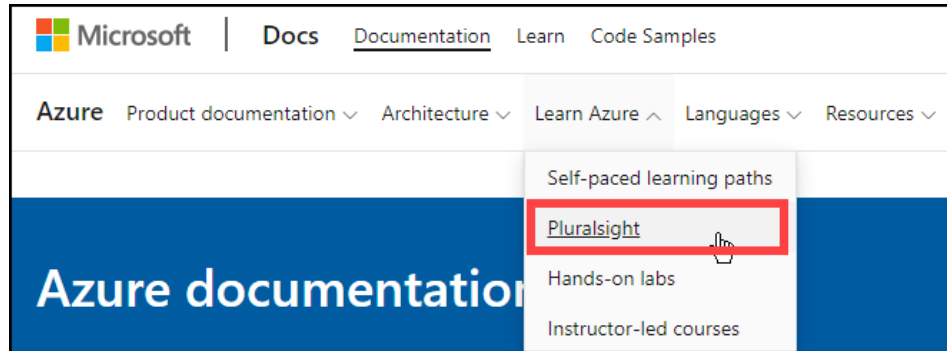 Microsoft | Docs Documentation Learn Code Samples
Azure Product documentation Architecture Learn Azure Languages Resources
Self-paced learning paths
Pluralsight
Hands-on labs
Instructor-led courses
Azure documentation